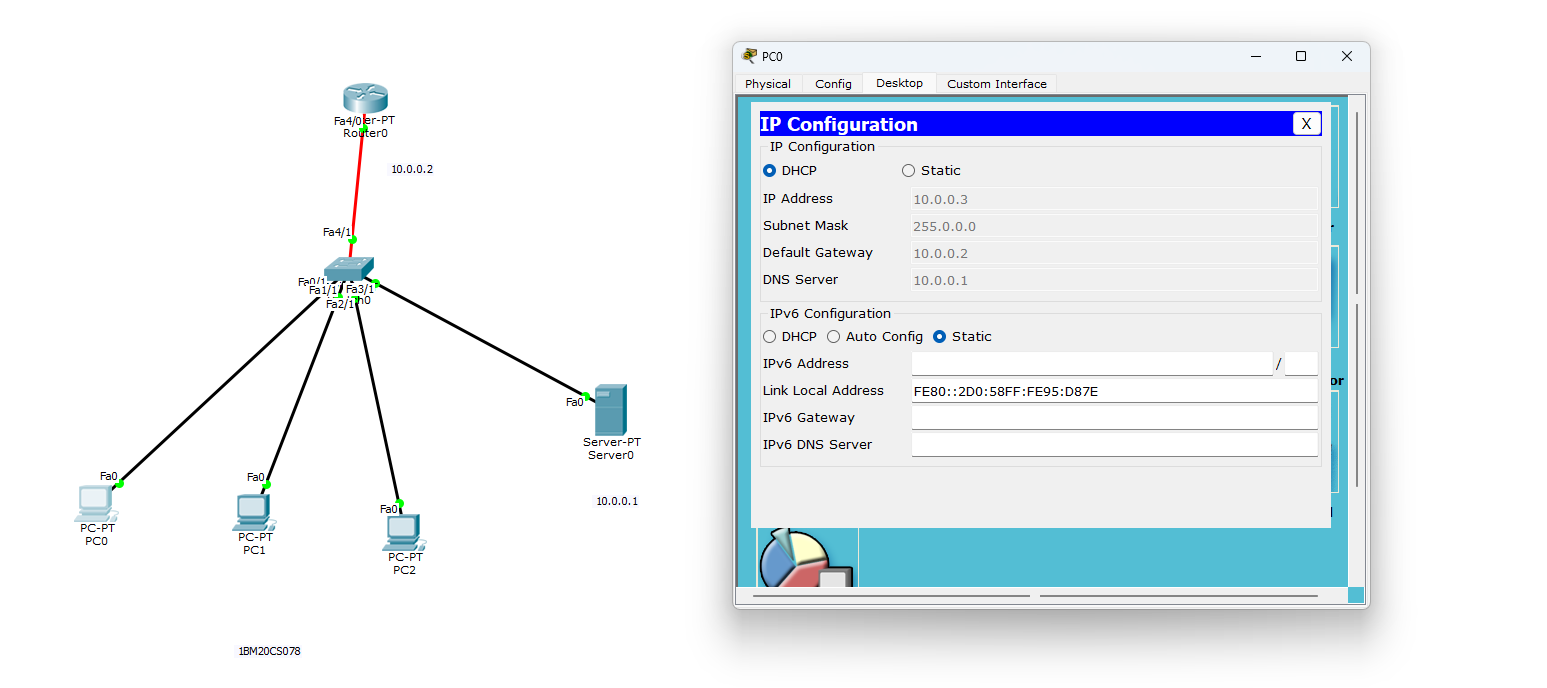 Fa4/0er-PT
Router0
10.0.0.2
Fa4/1
Fa0/1
Fa1/1
Fa3/1
Fa2/1
h0
Fa0
Server-PT
Server0
10.0.0.1
Fa0
PC-PT
PC0
Fa0
PC-PT
PC1
Fa0
PC-PT
PC2
1BM20CS078
PC0
Physical Config Desktop Custom Interface
IP Configuration X
IP Configuration
DHCP Static
IP Address 10.0.0.3
Subnet Mask 255.0.0.0
Default Gateway 10.0.0.2
DNS Server 10.0.0.1
IPv6 Configuration
DHCP Auto Config Static
IPv6 Address /
Link Local Address FE80::2D0:58FF:FE95:D87E
IPv6 Gateway
IPv6 DNS Server
or